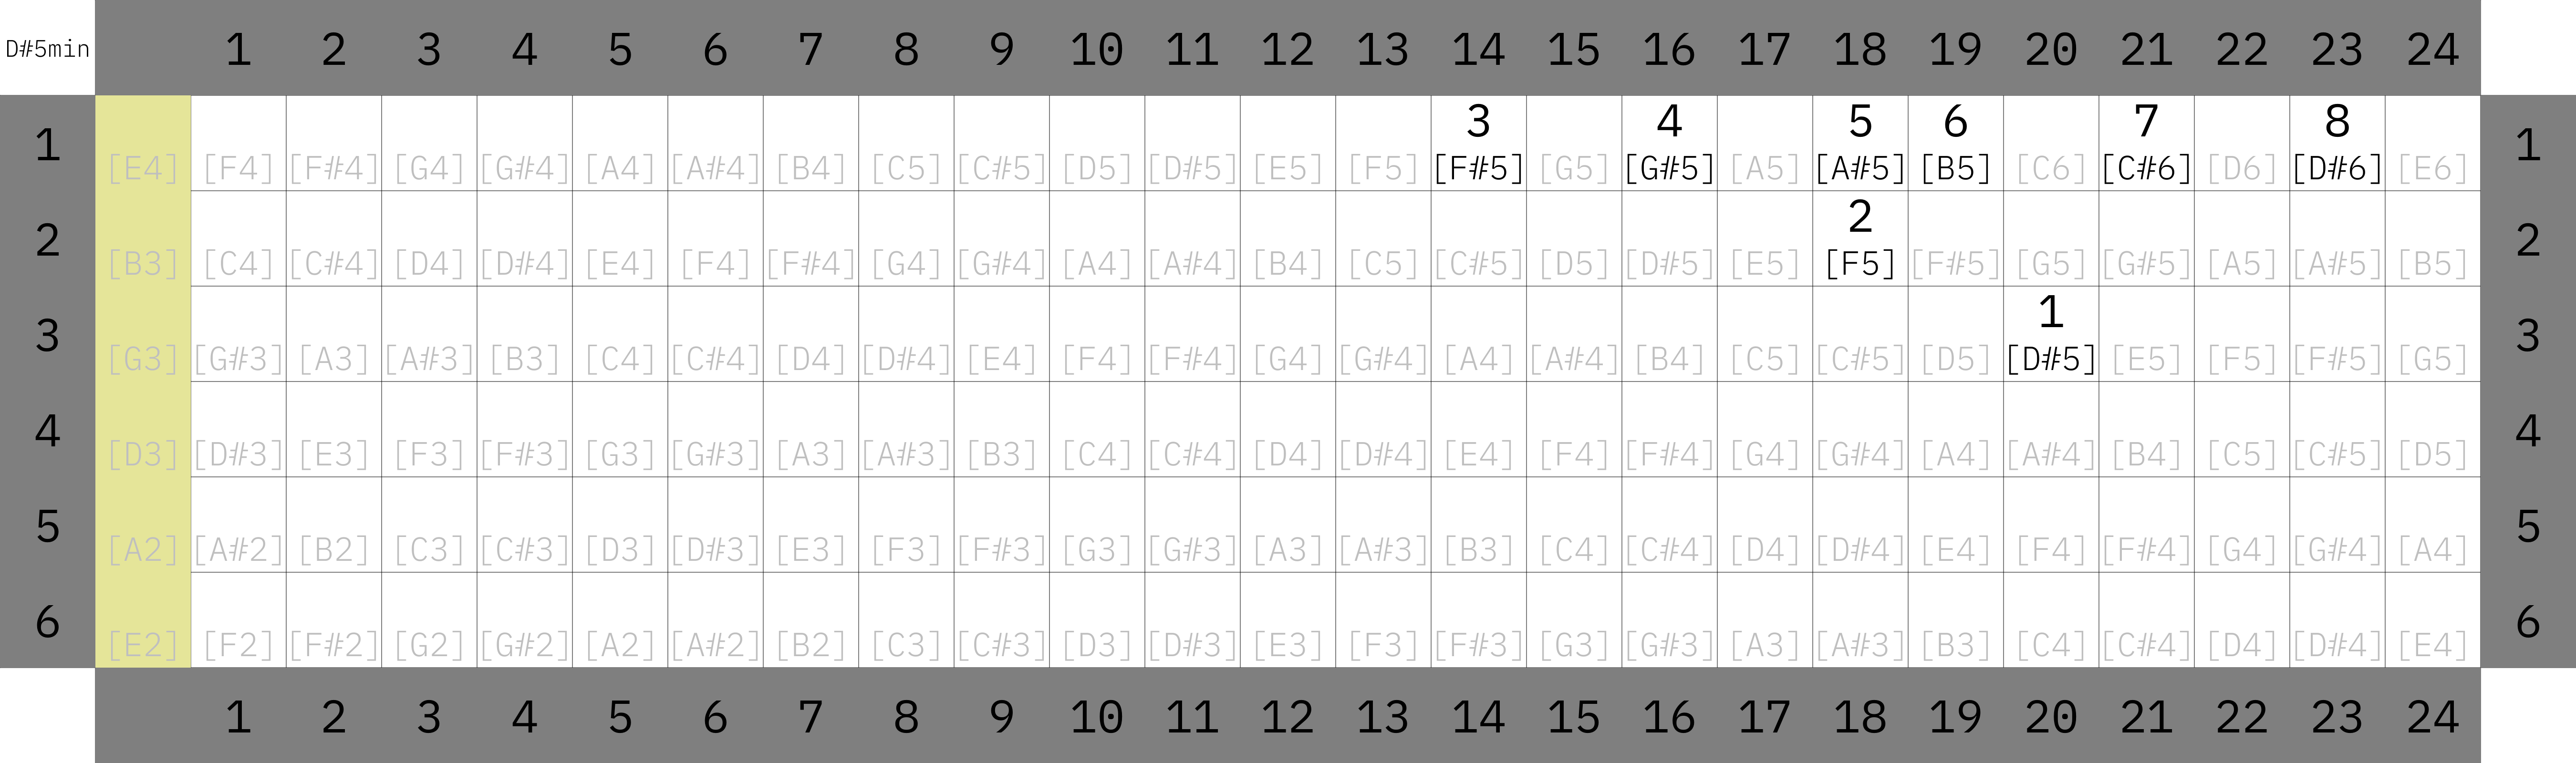 D#5min 1 2 3 4 5 6 7 8 9 10 11 12 13 14 15 16 17 18 19 20 21 22 23 24
3 4 5 6 7 8
1 [E4] [F4] [F#4] [G4] [G#4] [A4] [A#4] [B4] [C5] [C#5] [D5] [D#5] [E5] [F5] [F#5] [G5] [G#5] [A5] [A#5] [B5] [C6] [C#6] [D6] [D#6] [E6] 1
2
2 [B3] [C4] [C#4] [D4] [D#4] [E4] [F4] [F#4] [G4] [G#4] [A4] [A#4] [B4] [C5] [C#5] [D5] [D#5] [E5] [F5] [F#5] [G5] [G#5] [A5] [A#5] [B5] 2
1
3 [G3] [G#3] [A3] [A#3] [B3] [C4] [C#4] [D4] [D#4] [E4] [F4] [F#4] [G4] [G#4] [A4] [A#4] [B4] [C5] [C#5] [D5] [D#5] [E5] [F5] [F#5] [G5] 3
4 [D3] [D#3] [E3] [F3] [F#3] [G3] [G#3] [A3] [A#3] [B3] [C4] [C#4] [D4] [D#4] [E4] [F4] [F#4] [G4] [G#4] [A4] [A#4] [B4] [C5] [C#5] [D5] 4
5 [A2] [A#2] [B2] [C3] [C#3] [D3] [D#3] [E3] [F3] [F#3] [G3] [G#3] [A3] [A#3] [B3] [C4] [C#4] [D4] [D#4] [E4] [F4] [F#4] [G4] [G#4] [A4] 5
6 [E2] [F2] [F#2] [G2] [G#2] [A2] [A#2] [B2] [C3] [C#3] [D3] [D#3] [E3] [F3] [F#3] [G3] [G#3] [A3] [A#3] [B3] [C4] [C#4] [D4] [D#4] [E4] 6
1 2 3 4 5 6 7 8 9 10 11 12 13 14 15 16 17 18 19 20 21 22 23 24